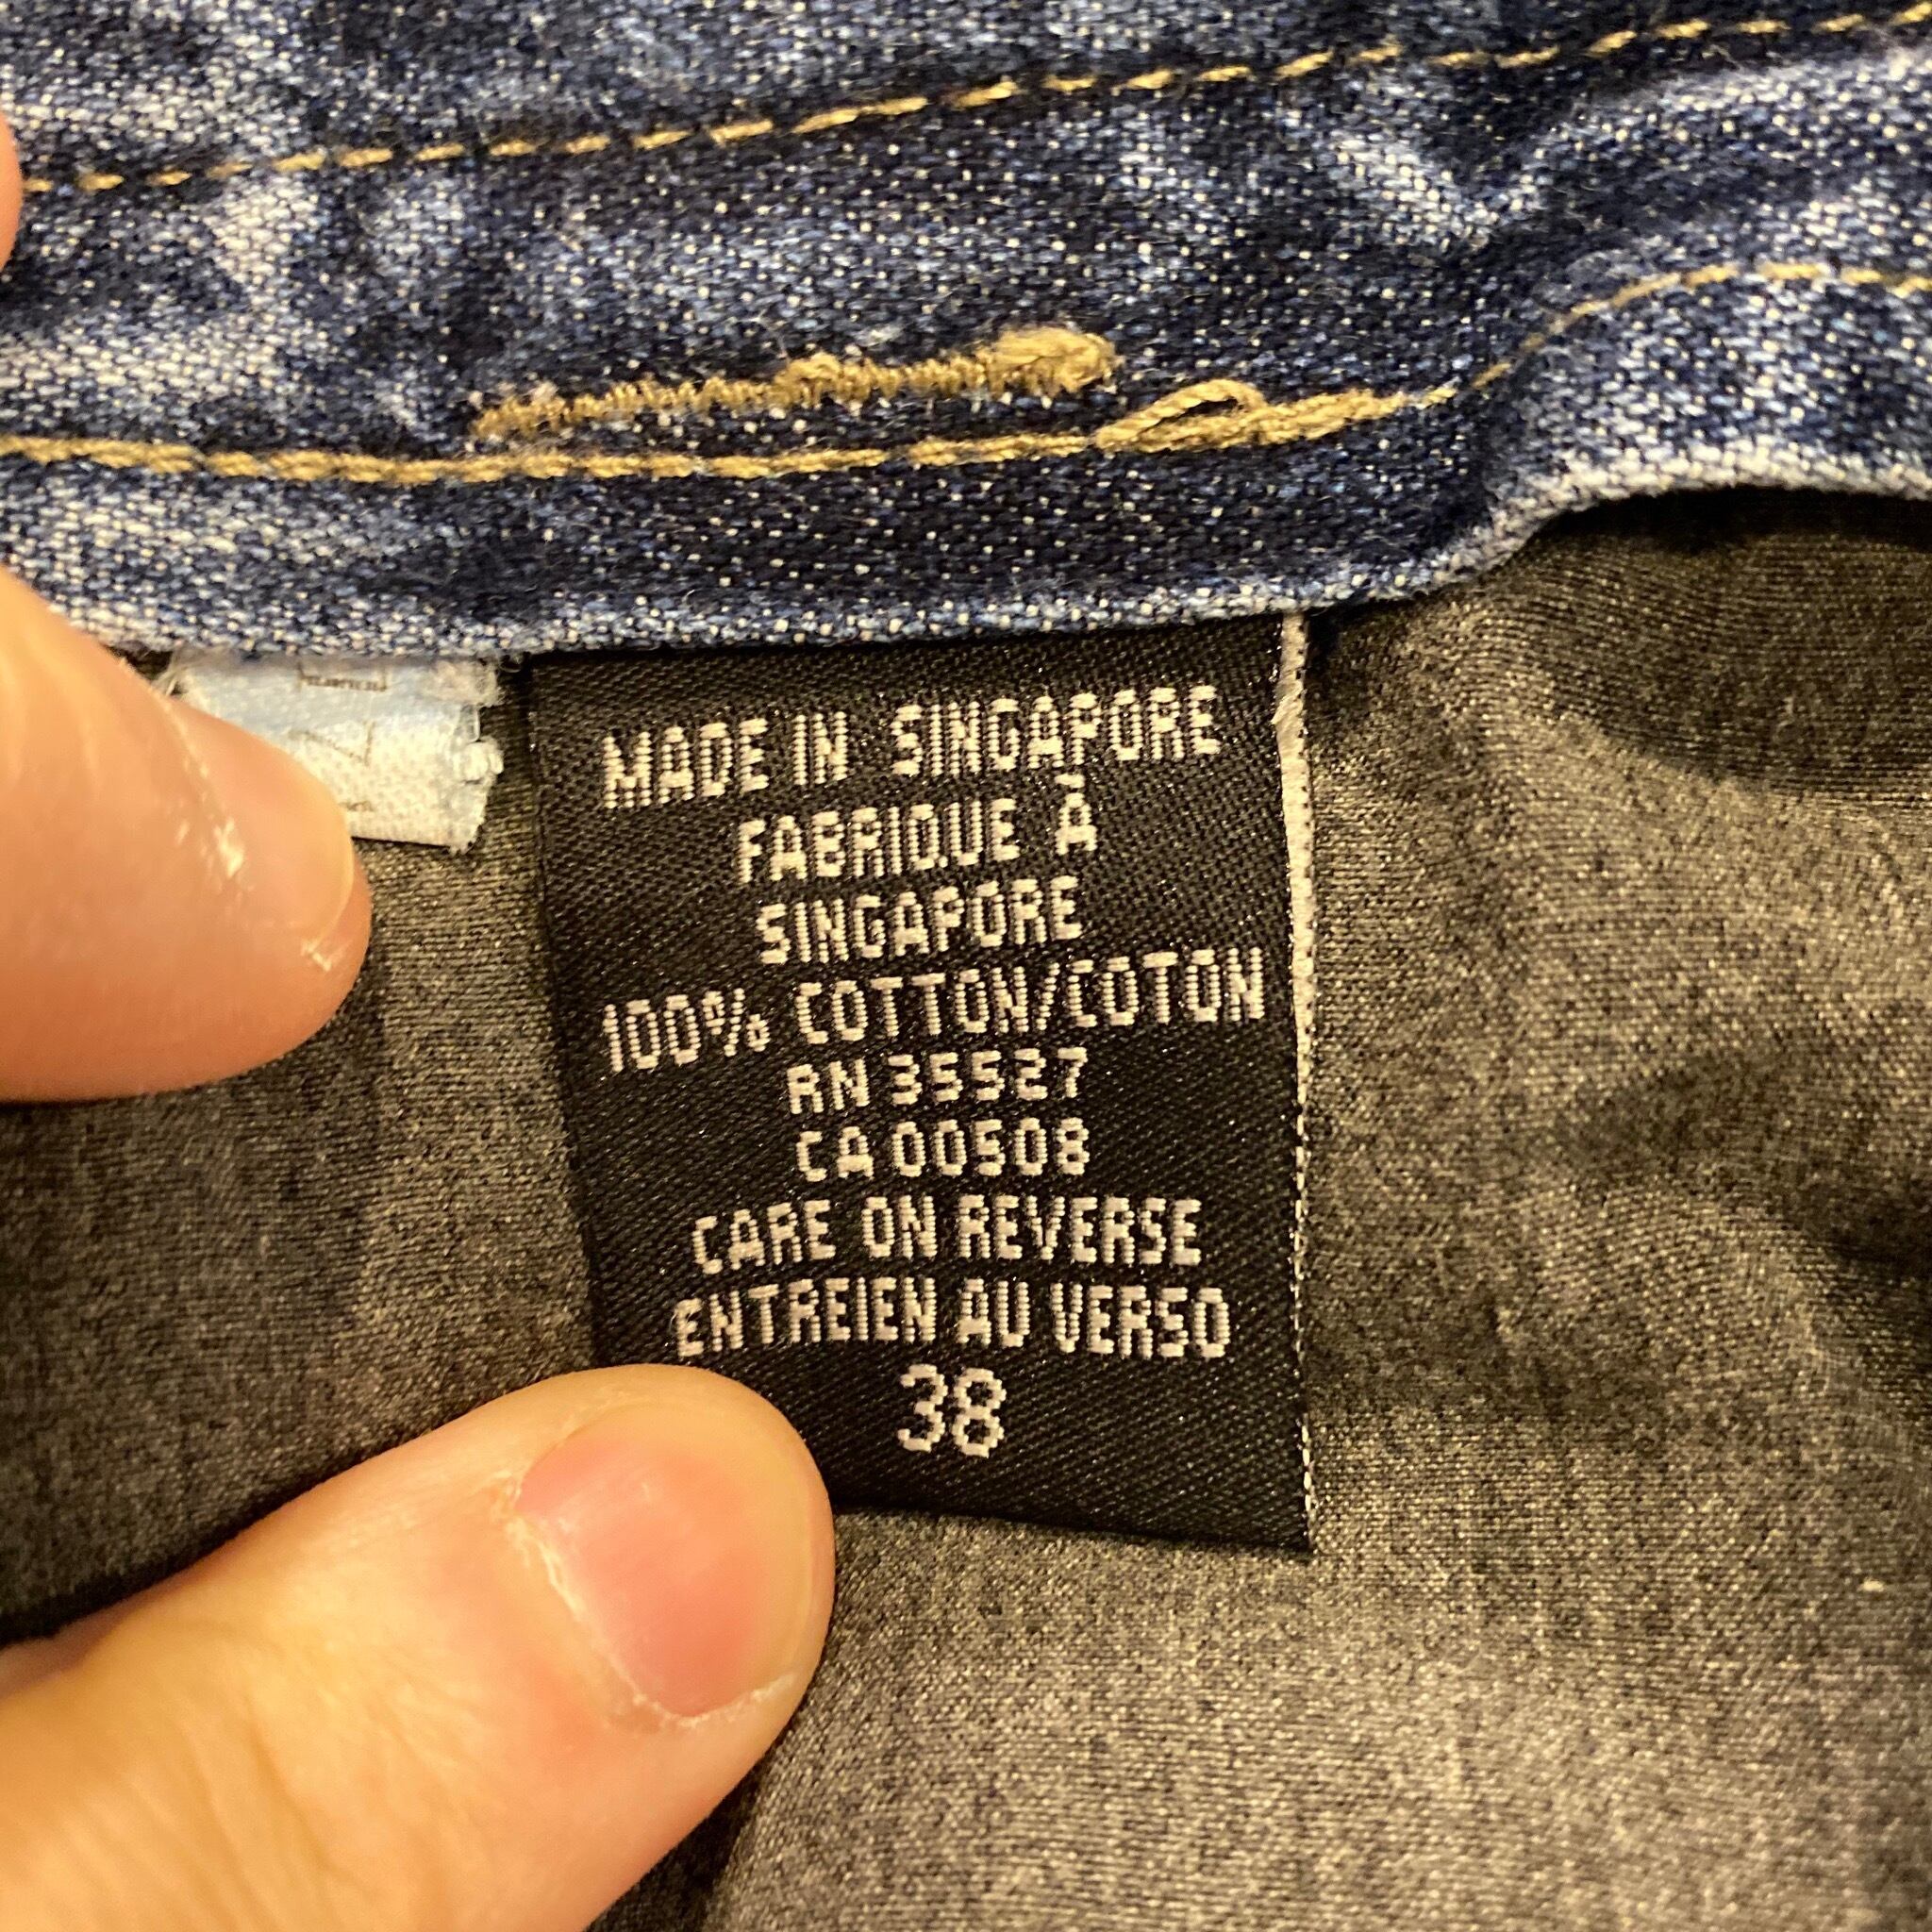 MADE IN SINGAPORE
FABRIQUE À
SINGAPORE
100% COTTON/COTON
RN 35527
CA 00508
CARE ON REVERSE
ENTREIEN AU VERSO
38